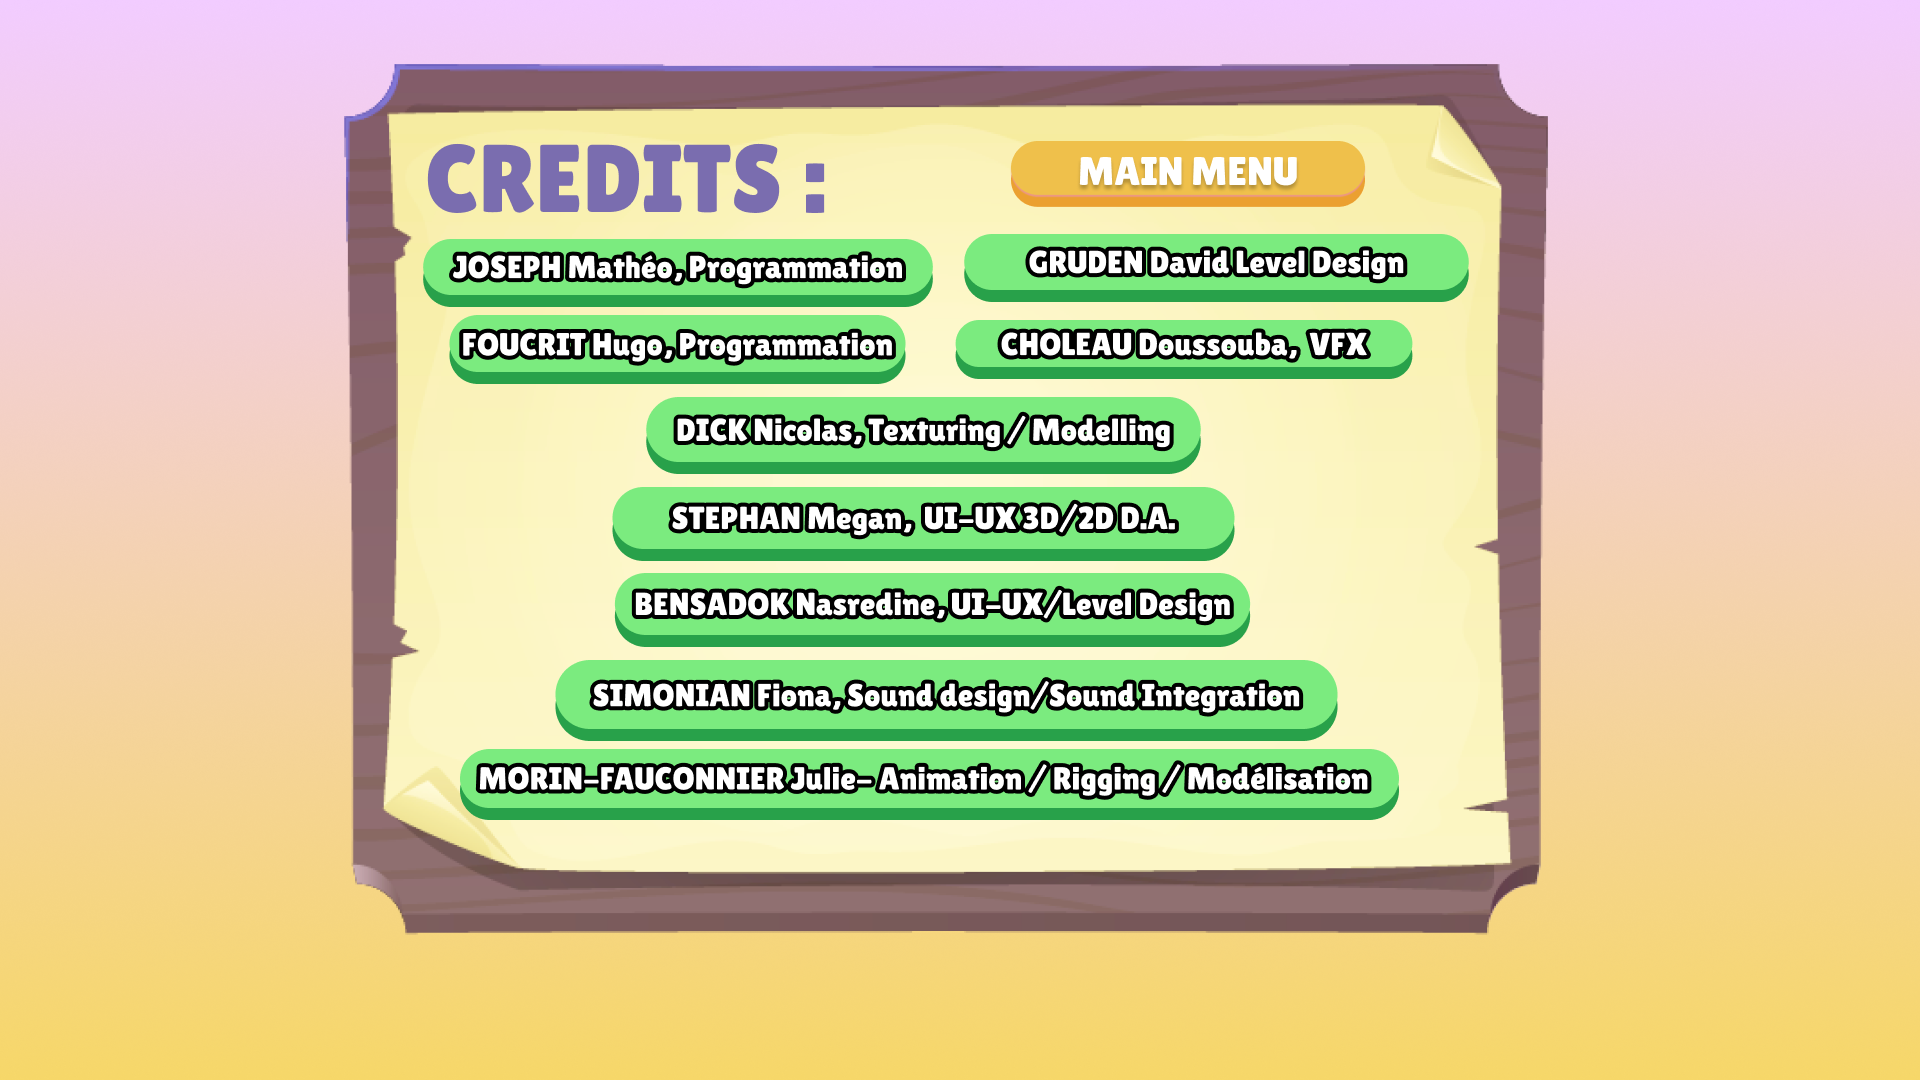 CREDITS :
MAIN MENU
JOSEPH Mathéo, Programmation
GRUDEN David Level Design
FOUCRIT Hugo, Programmation
CHOLEAU Doussouba, VFX
DICK Nicolas, Texturing / Modelling
STEPHAN Megan, UI-UX 3D/2D D.A.
BENSADOK Nasredine, UI-UX/Level Design
SIMONIAN Fiona, Sound design/Sound Integration
MORIN-FAUCONNIER Julie- Animation / Rigging / Modélisation